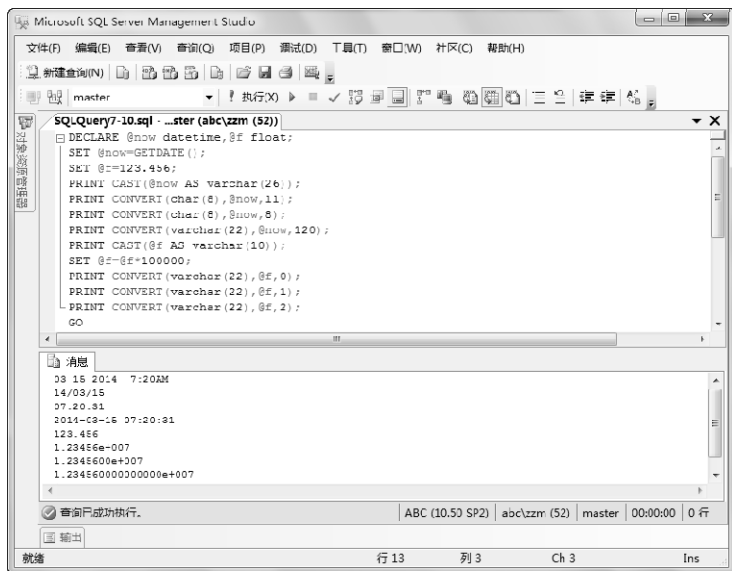 Microsoft SQL Server Management Studio
文件(F) 编辑(E) 查看(V) 查询(Q) 项目(P) 调试(D) 工具(T) 窗口(W) 社区(C) 帮助(H)
新建查询(N)
master 执行(X)
对象资源管理器
SQLQuery7-10.sql - ...ster (abc\zzm (52))
DECLARE @now datetime,@f float;
SET @now=GETDATE();
SET @f=123.456;
PRINT CAST(@now AS varchar(26));
PRINT CONVERT(char(8),@now,11);
PRINT CONVERT(char(8),@now,8);
PRINT CONVERT(varchar(22),@now,120);
PRINT CAST(@f AS varchar(10));
SET @f=@f*100000;
PRINT CONVERT(varchar(22),@f,0);
PRINT CONVERT(varchar(22),@f,1);
PRINT CONVERT(varchar(22),@f,2);
GO
消息
03 15 2014 7:20AM
14/03/15
07:20:31
2014-03-15 07:20:31
123.456
1.23456e+007
1.2345600e+007
1.234560000000000e+007
查询已成功执行。 ABC (10.50 SP2) abc\zzm (52) master 00:00:00 0 行
输出
就绪 行 13 列 3 Ch 3 Ins